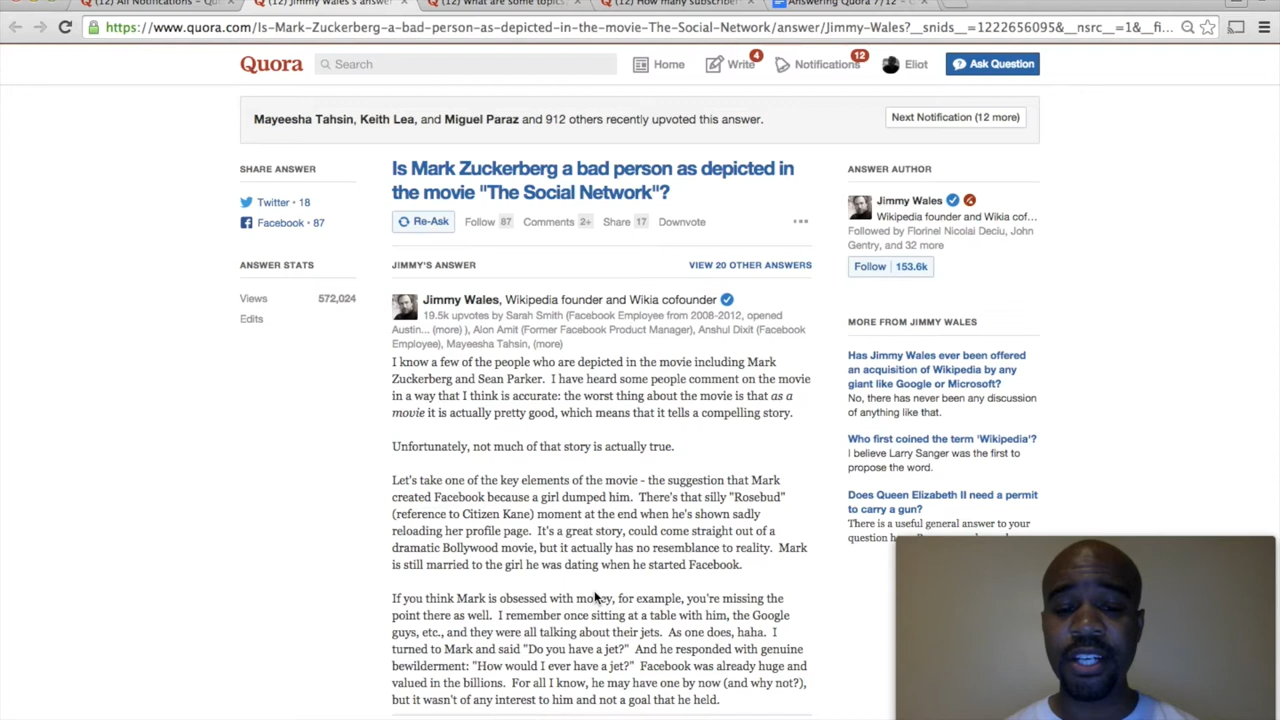 (12) All Notifications - Qu
(12) Jimmy Wales's answer
(12) What are some topics
(12) How many subscribe
Answering Quora 7/12 -
https://www.quora.com/Is-Mark-Zuckerberg-a-bad-person-as-depicted-in-the-movie-The-Social-Network/answer/Jimmy-Wales?__snids__=1222656095&__nsrc__=1&__fi...
Quora
Search
Home
Write
4
Notifications
12
Eliot
Ask Question
Mayeesha Tahsin, Keith Lea, and Miguel Paraz and 912 others recently upvoted this answer.
Next Notification (12 more)
SHARE ANSWER
Twitter • 18
Facebook • 87
ANSWER STATS
Views 572,024
Edits
Is Mark Zuckerberg a bad person as depicted in
the movie "The Social Network"?
Re-Ask
Follow 87
Comments 2+
Share 17
Downvote
JIMMY'S ANSWER
VIEW 20 OTHER ANSWERS
Jimmy Wales, Wikipedia founder and Wikia cofounder
19.5k upvotes by Sarah Smith (Facebook Employee from 2008-2012, opened
Austin... (more) ), Alon Amit (Former Facebook Product Manager), Anshul Dixit (Facebook
Employee), Mayeesha Tahsin, (more)
I know a few of the people who are depicted in the movie including Mark
Zuckerberg and Sean Parker. I have heard some people comment on the movie
in a way that I think is accurate: the worst thing about the movie is that as a
movie it is actually pretty good, which means that it tells a compelling story.
Unfortunately, not much of that story is actually true.
Let's take one of the key elements of the movie - the suggestion that Mark
created Facebook because a girl dumped him. There's that silly "Rosebud"
(reference to Citizen Kane) moment at the end when he's shown sadly
reloading her profile page. It's a great story, could come straight out of a
dramatic Bollywood movie, but it actually has no resemblance to reality. Mark
is still married to the girl he was dating when he started Facebook.
If you think Mark is obsessed with money, for example, you're missing the
point there as well. I remember once sitting at a table with him, the Google
guys, etc., and they were all talking about their jets. As one does, haha. I
turned to Mark and said "Do you have a jet?" And he responded with genuine
bewilderment: "How would I ever have a jet?" Facebook was already huge and
valued in the billions. For all I know, he may have one by now (and why not?),
but it wasn't of any interest to him and not a goal that he held.
ANSWER AUTHOR
Jimmy Wales
Wikipedia founder and Wikia cof...
Followed by Florinel Nicolai Deciu, John
Gentry, and 32 more
Follow 153.6k
MORE FROM JIMMY WALES
Has Jimmy Wales ever been offered
an acquisition of Wikipedia by any
giant like Google or Microsoft?
No, there has never been any discussion
of anything like that.
Who first coined the term 'Wikipedia'?
I believe Larry Sanger was the first to
propose the word.
Does Queen Elizabeth II need a permit
to carry a gun?
There is a useful general answer to your
question